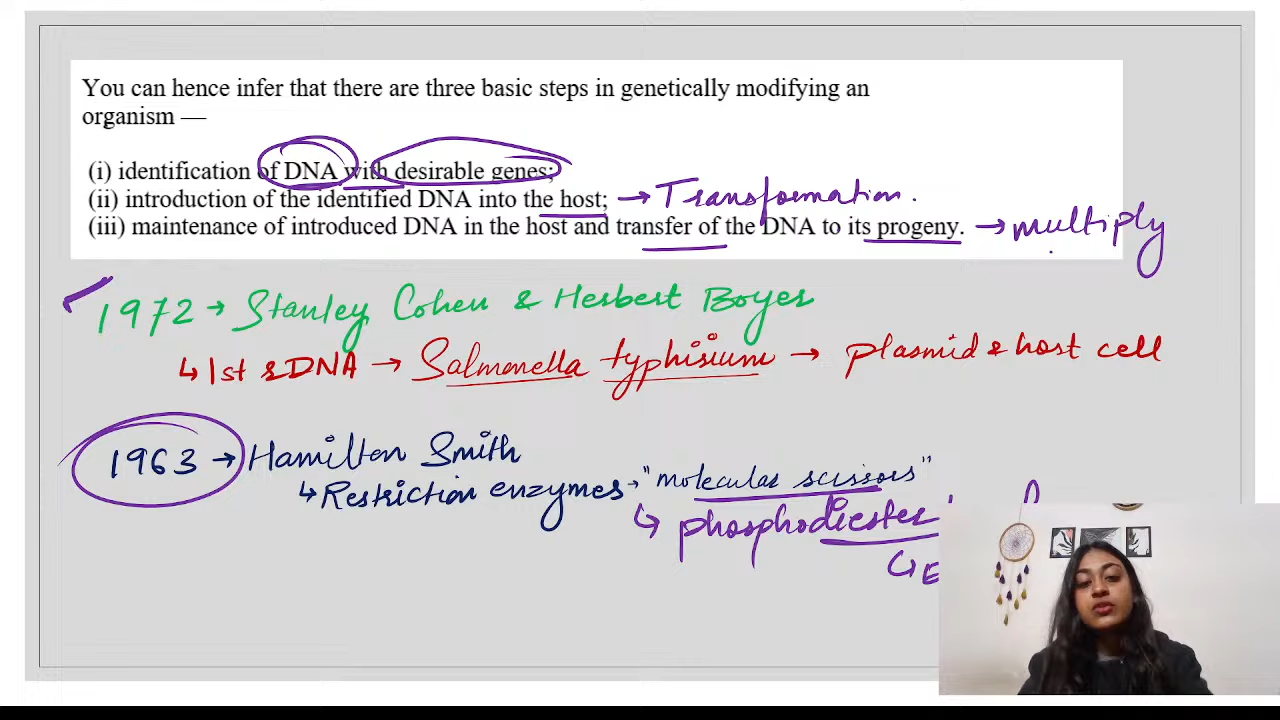 You can hence infer that there are three basic steps in genetically modifying an
organism —
(i) identification of DNA with desirable genes;
(ii) introduction of the identified DNA into the host; → Transformation.
(iii) maintenance of introduced DNA in the host and transfer of the DNA to its progeny. → multiply
1972 → Stanley Cohen & Herbert Boyer
↳ 1st rDNA → Salmonella typhirium → plasmid & host cell
1963 → Hamilton Smith
↳ Restriction enzymes → "molecular scissors"
↳ phosphodiester
↳ E